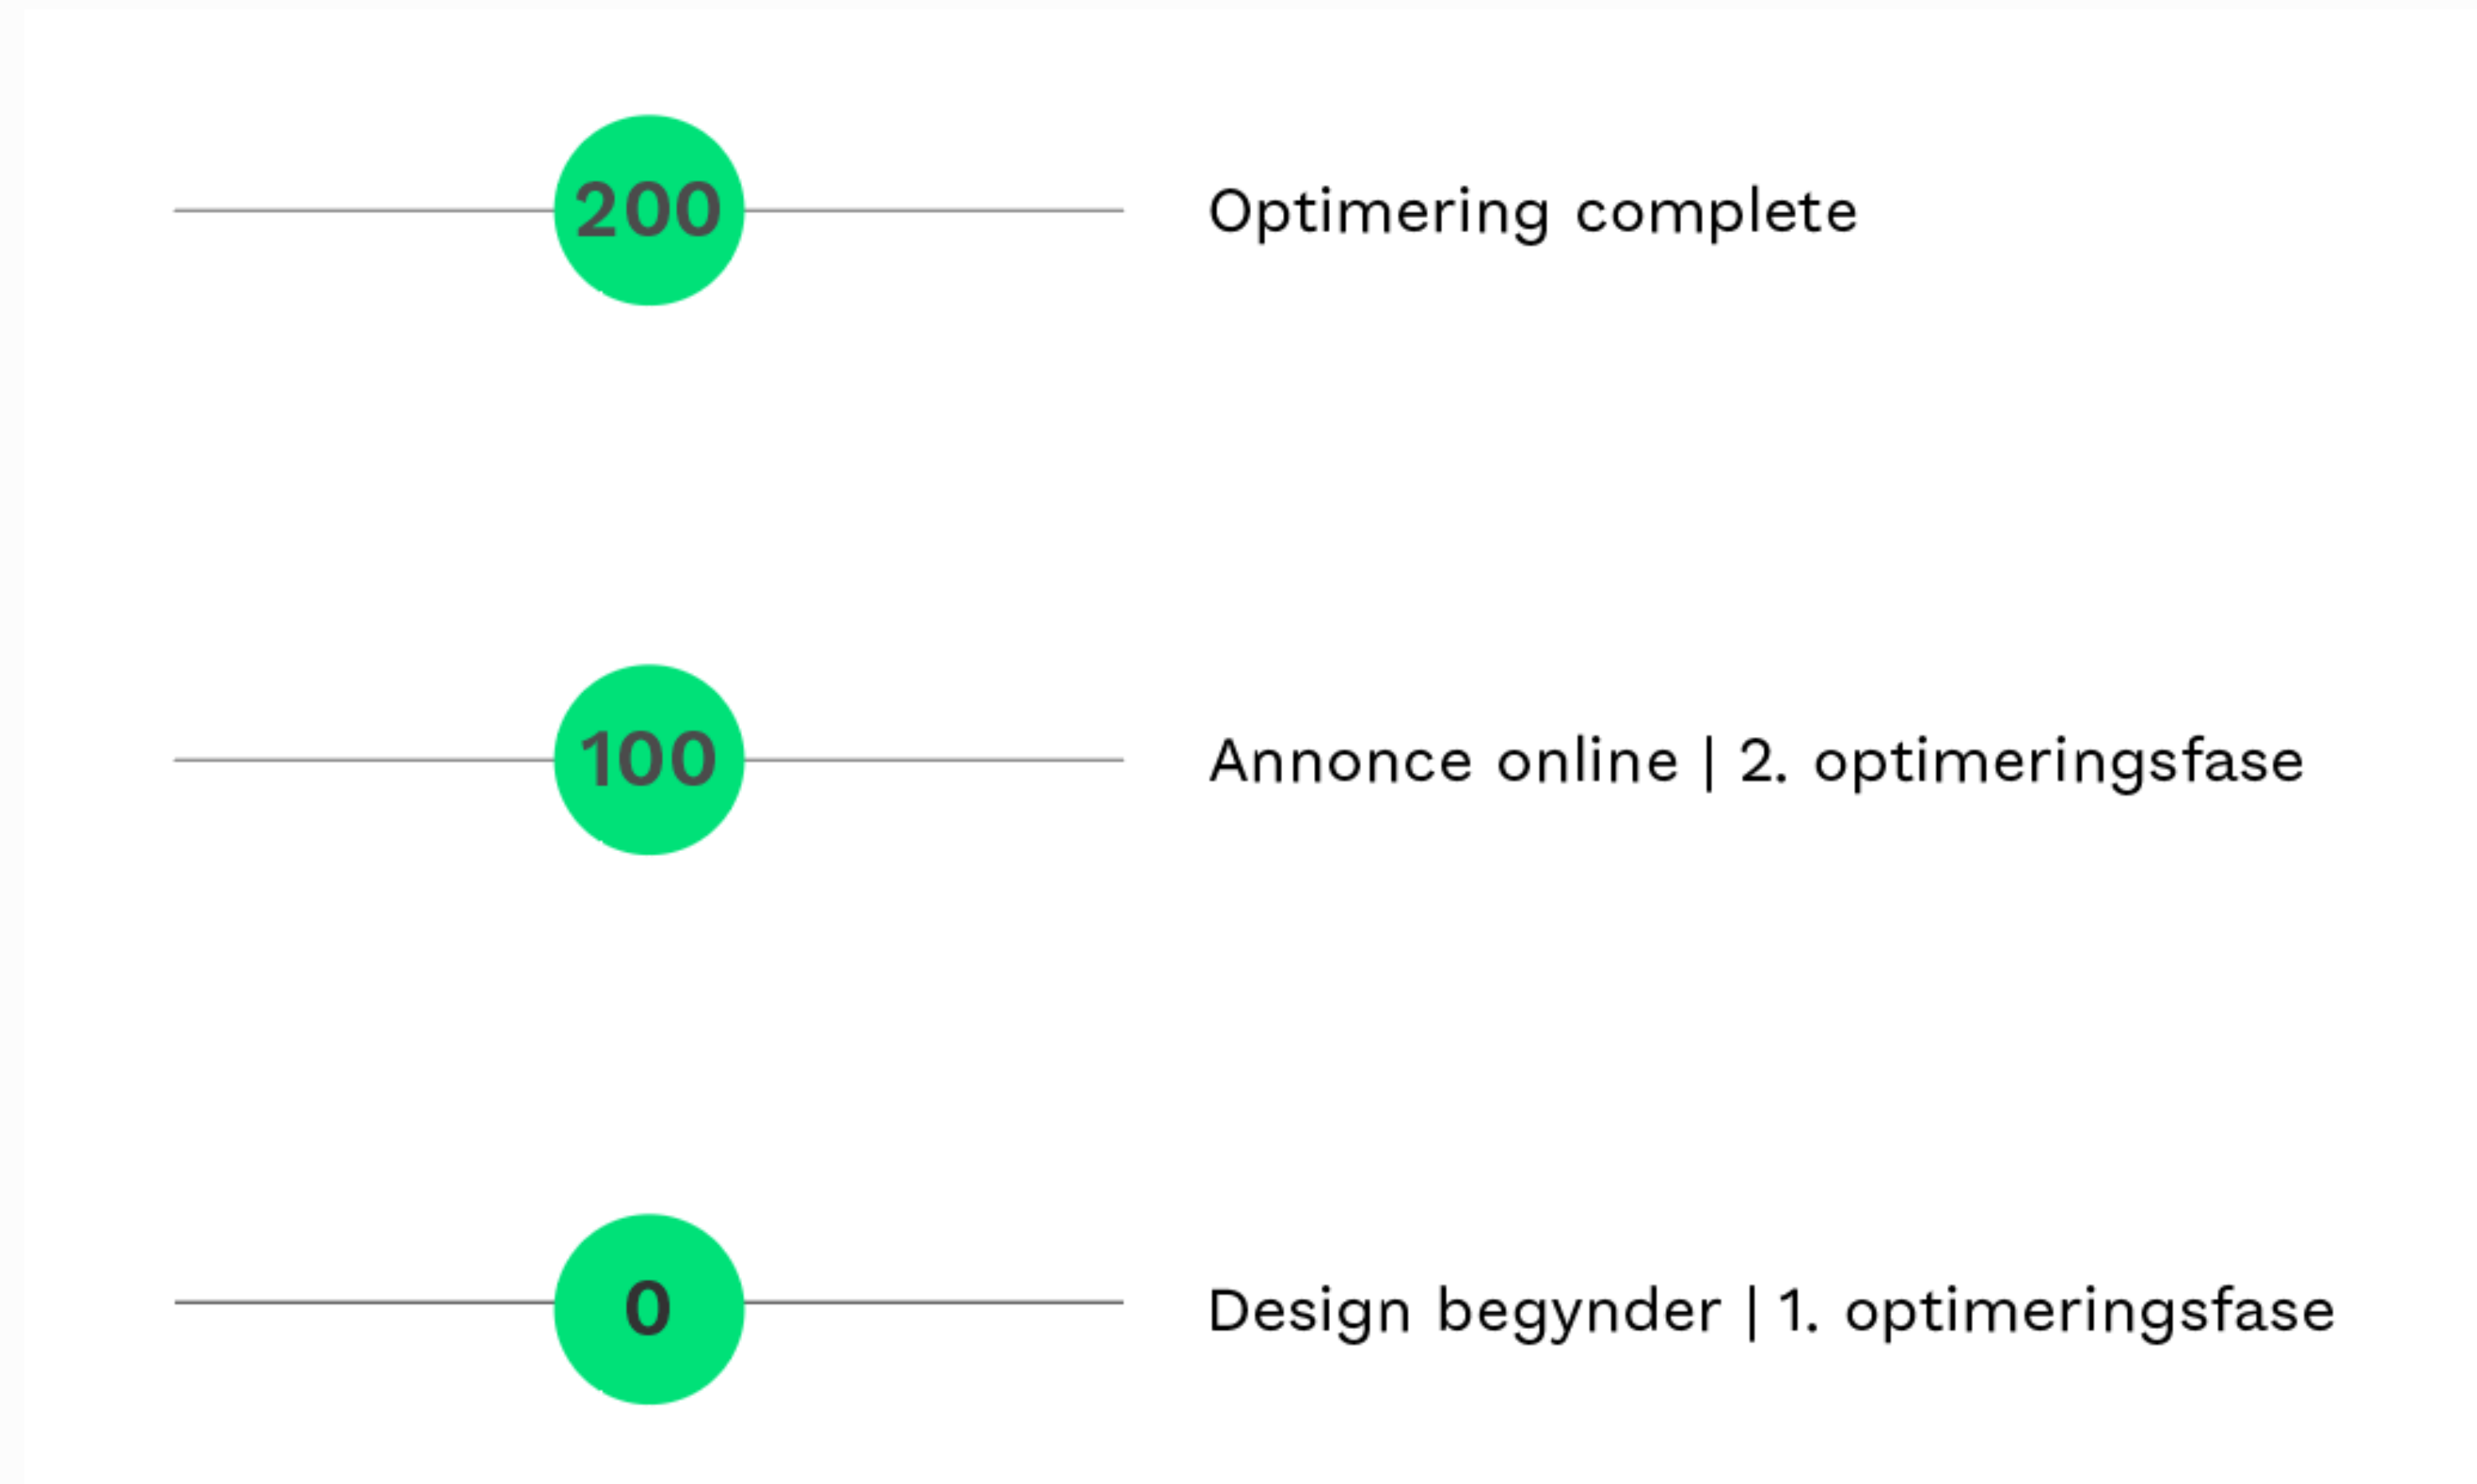 200 Optimering complete
100 Annonce online | 2. optimeringsfase
0 Design begynder | 1. optimeringsfase